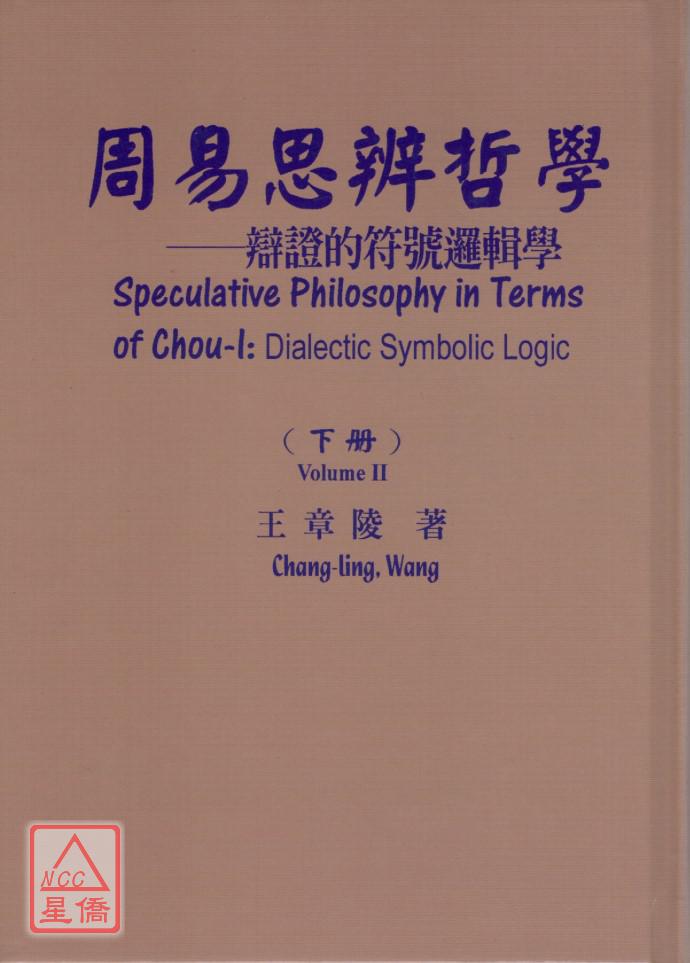 周易思辨哲學
──辯證的符號邏輯學
Speculative Philosophy in Terms
of Chou-I: Dialectic Symbolic Logic
（下册）
Volume II
王章陵 著
Chang-ling, Wang
NCC
星僑